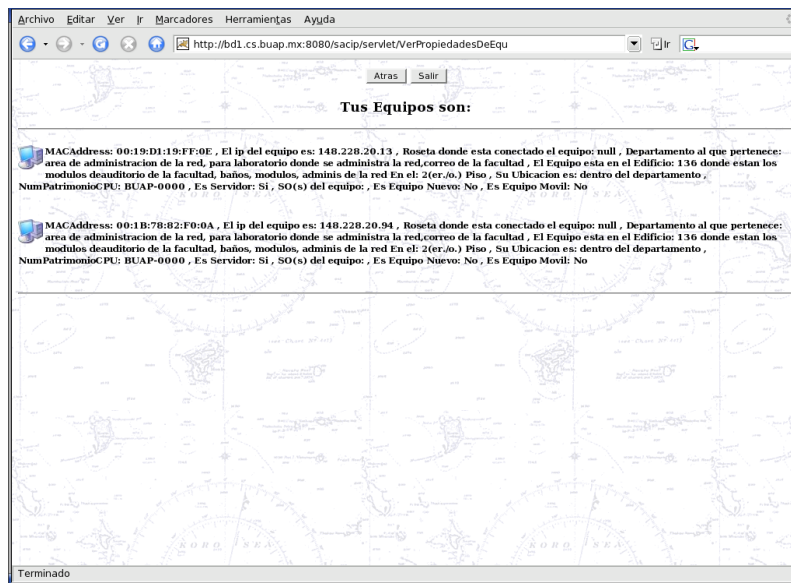 Archivo Editar Ver Ir Marcadores Herramientas Ayuda
http://bd1.cs.buap.mx:8080/sacip/servlet/VerPropiedadesDeEqu Ir
Atras Salir
Tus Equipos son:
MACAddress: 00:19:D1:19:FF:0E , El ip del equipo es: 148.228.20.13 , Roseta donde esta conectado el equipo: null , Departamento al que pertenece:
area de administracion de la red, para laboratorio donde se administra la red,correo de la facultad , El Equipo esta en el Edificio: 136 donde estan los
modulos deauditorio de la facultad, baños, modulos, adminis de la red En el: 2(er./o.) Piso , Su Ubicacion es: dentro del departamento ,
NumPatrimonioCPU: BUAP-0000 , Es Servidor: Si , SO(s) del equipo: , Es Equipo Nuevo: No , Es Equipo Movil: No
MACAddress: 00:1B:78:82:F0:0A , El ip del equipo es: 148.228.20.94 , Roseta donde esta conectado el equipo: null , Departamento al que pertenece:
area de administracion de la red, para laboratorio donde se administra la red,correo de la facultad , El Equipo esta en el Edificio: 136 donde estan los
modulos deauditorio de la facultad, baños, modulos, adminis de la red En el: 2(er./o.) Piso , Su Ubicacion es: dentro del departamento ,
NumPatrimonioCPU: BUAP-0000 , Es Servidor: Si , SO(s) del equipo: , Es Equipo Nuevo: No , Es Equipo Movil: No
KORO SEA
KORO SEA
Terminado